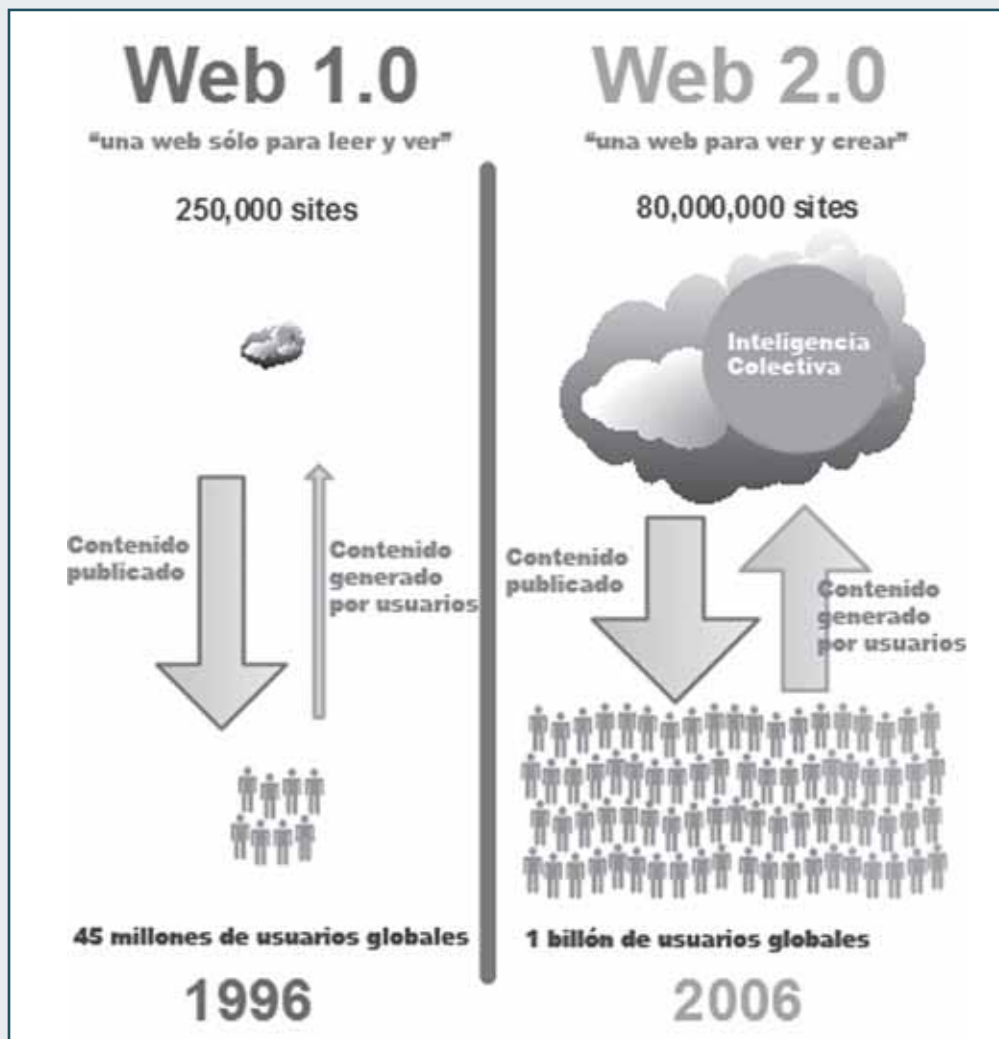 Web 1.0
"una web sólo para leer y ver"
250,000 sites
Contenido
publicado
Contenido
generado
por usuarios
45 millones de usuarios globales
1996
Web 2.0
"una web para ver y crear"
80,000,000 sites
Inteligencia
Colectiva
Contenido
publicado
Contenido
generado
por usuarios
1 billón de usuarios globales
2006